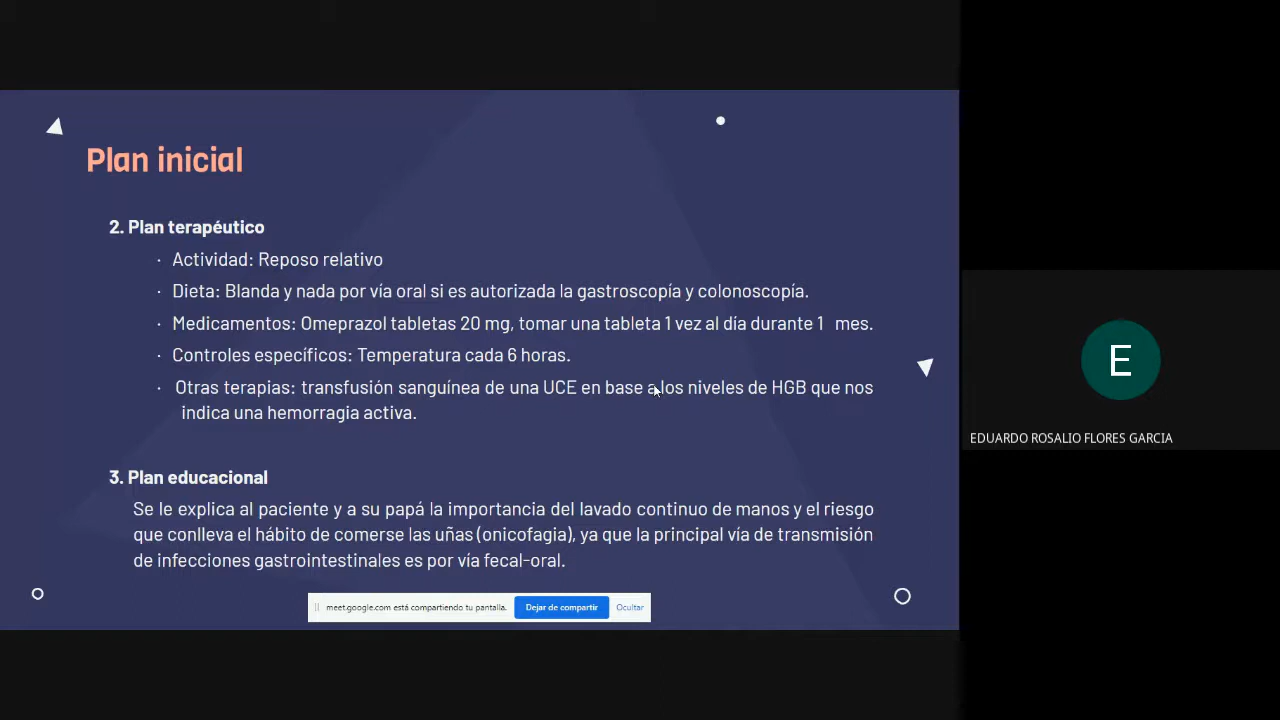 Plan inicial
2. Plan terapéutico
· Actividad: Reposo relativo
· Dieta: Blanda y nada por vía oral si es autorizada la gastroscopía y colonoscopía.
· Medicamentos: Omeprazol tabletas 20 mg, tomar una tableta 1 vez al día durante 1 mes.
· Controles específicos: Temperatura cada 6 horas.
· Otras terapias: transfusión sanguínea de una UCE en base a los niveles de HGB que nos
indica una hemorragia activa.
3. Plan educacional
Se le explica al paciente y a su papá la importancia del lavado continuo de manos y el riesgo
que conlleva el hábito de comerse las uñas (onicofagia), ya que la principal vía de transmisión
de infecciones gastrointestinales es por vía fecal-oral.
meet.google.com está compartiendo tu pantalla.
Dejar de compartir
Ocultar
E
EDUARDO ROSALIO FLORES GARCIA